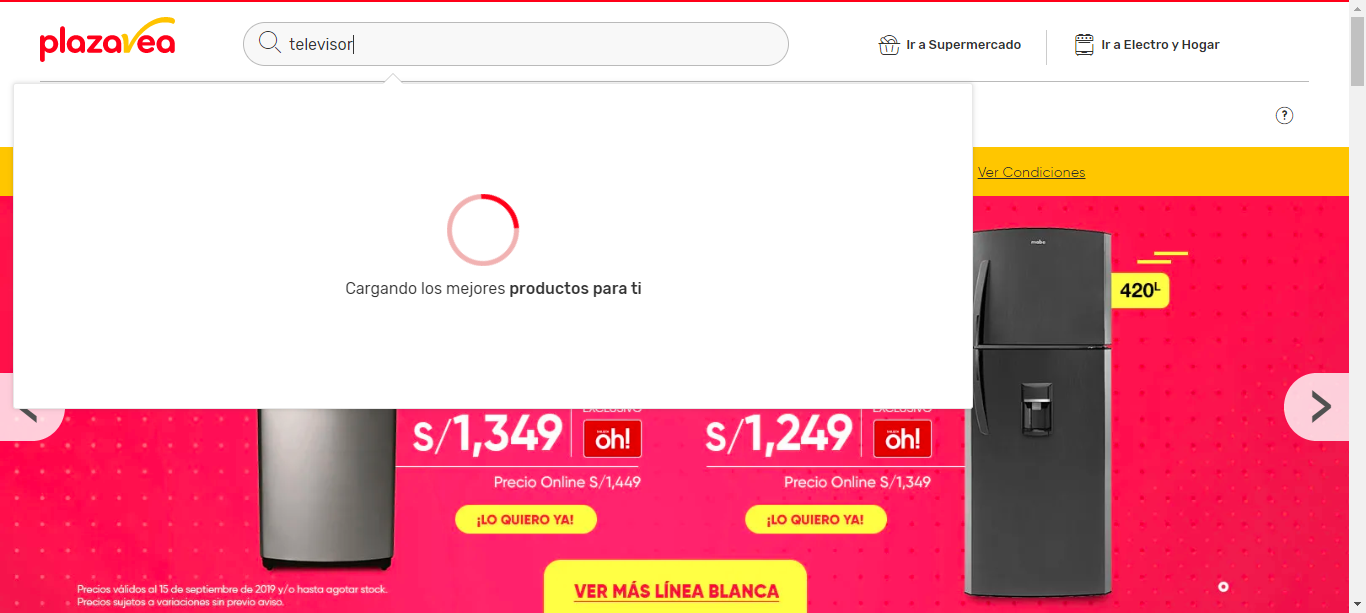 plazavea
televisor
Ir a Supermercado
Ir a Electro y Hogar
?
Ver Condiciones
Cargando los mejores productos para ti
mabe
420L
S/1,349
EXCLUSIVO
oh!
S/1,249
EXCLUSIVO
oh!
Precio Online S/1,449
Precio Online S/1,349
¡LO QUIERO YA!
¡LO QUIERO YA!
VER MÁS LÍNEA BLANCA
Precios válidos al 15 de septiembre de 2019 y/o hasta agotar stock.
Precios sujetos a variaciones sin previo aviso.